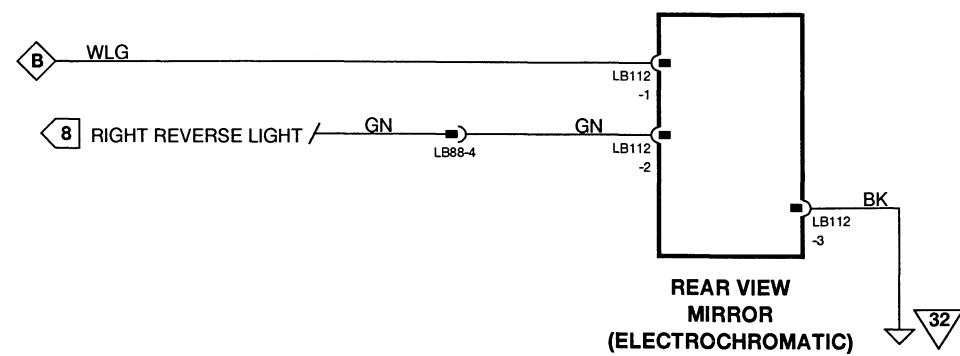 B
WLG
LB112
-1
8
RIGHT REVERSE LIGHT
GN
LB88-4
GN
LB112
-2
BK
LB112
-3
REAR VIEW
MIRROR
(ELECTROCHROMATIC)
32